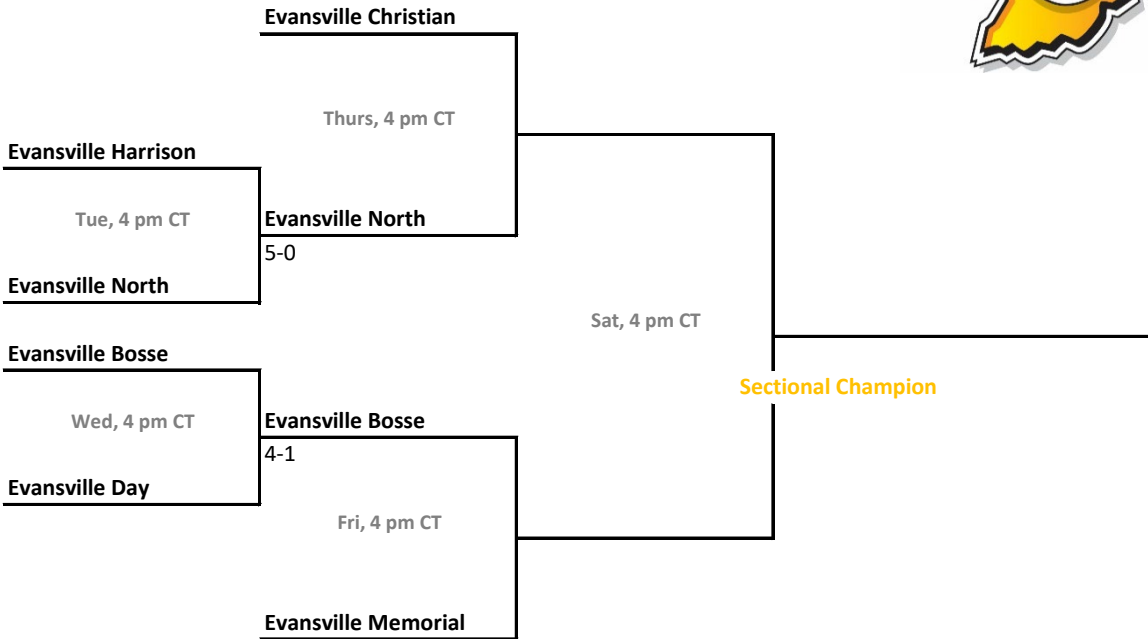 Evansville Christian
Thurs, 4 pm CT
Evansville Harrison
Tue, 4 pm CT
Evansville North
5-0
Evansville North
Sat, 4 pm CT
Evansville Bosse
Sectional Champion
Wed, 4 pm CT
Evansville Bosse
4-1
Evansville Day
Fri, 4 pm CT
Evansville Memorial